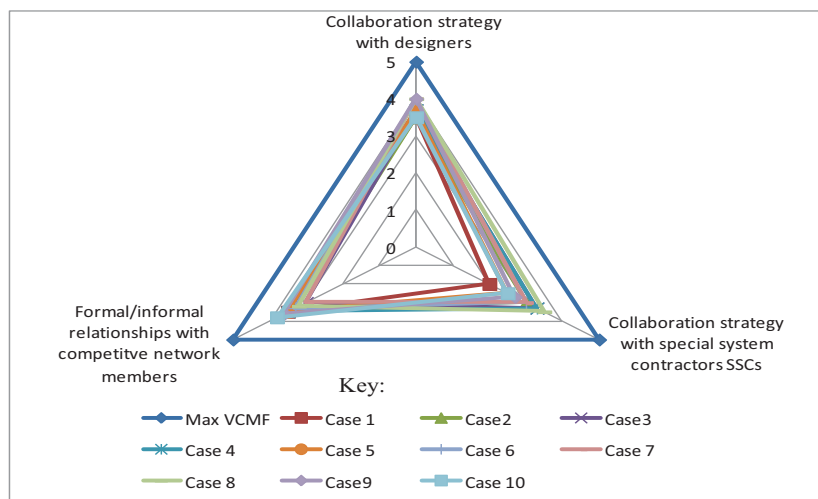 Collaboration strategy
with designers
5
4
3
2
1
0
Formal/informal
relationships with
competitve network
members
Collaboration strategy
with special system
contractors SSCs
Key:
Max VCMF Case 1 Case2 Case3
Case 4 Case 5 Case 6 Case 7
Case 8 Case9 Case 10